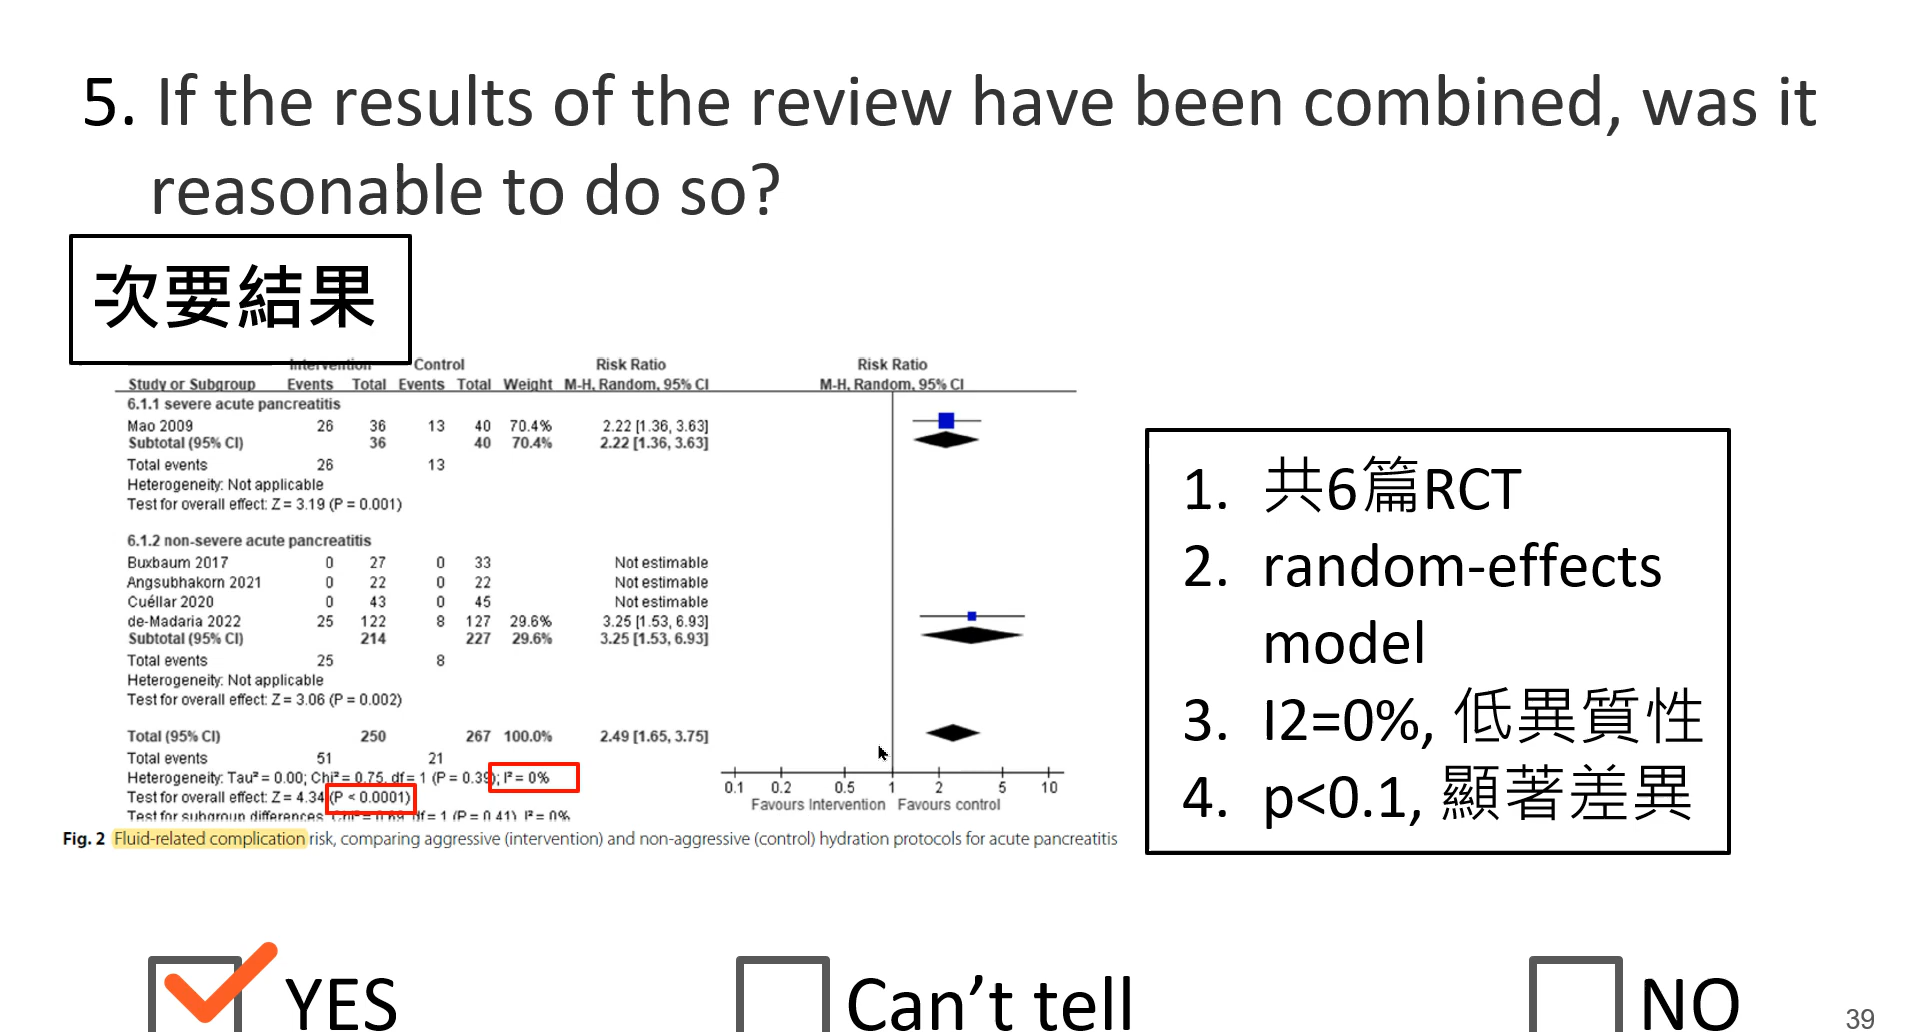 5. If the results of the review have been combined, was it
reasonable to do so?
次要結果
Intervention Control Risk Ratio Risk Ratio
Study or Subgroup Events Total Events Total Weight M-H, Random, 95% CI M-H, Random, 95% CI
6.1.1 severe acute pancreatitis
Mao 2009 26 36 13 40 70.4% 2.22 [1.36, 3.63]
Subtotal (95% CI) 36 40 70.4% 2.22 [1.36, 3.63]
Total events 26 13
Heterogeneity: Not applicable
Test for overall effect: Z = 3.19 (P = 0.001)
6.1.2 non-severe acute pancreatitis
Buxbaum 2017 0 27 0 33 Not estimable
Angsubhakorn 2021 0 22 0 22 Not estimable
Cuéllar 2020 0 43 0 45 Not estimable
de-Madaria 2022 25 122 8 127 29.6% 3.25 [1.53, 6.93]
Subtotal (95% CI) 214 227 29.6% 3.25 [1.53, 6.93]
Total events 25 8
Heterogeneity: Not applicable
Test for overall effect: Z = 3.06 (P = 0.002)
Total (95% CI) 250 267 100.0% 2.49 [1.65, 3.75]
Total events 51 21
Heterogeneity: Tau² = 0.00; Chi² = 0.75, df = 1 (P = 0.39); I² = 0%
Test for overall effect: Z = 4.34 (P < 0.0001)
Test for subgroup differences: Chi² = 0.69, df = 1 (P = 0.41), I² = 0%
0.1 0.2 0.5 1 2 5 10
Favours Intervention Favours control
Fig. 2 Fluid-related complication risk, comparing aggressive (intervention) and non-aggressive (control) hydration protocols for acute pancreatitis
1. 共6篇RCT
2. random-effects
model
3. I2=0%, 低異質性
4. p<0.1, 顯著差異
YES Can’t tell NO
39